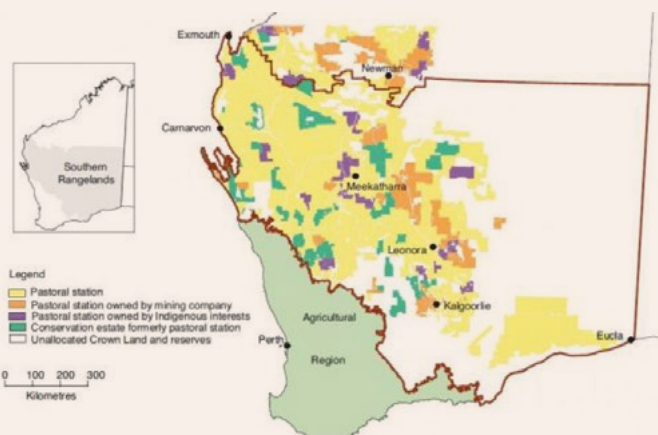 Exmouth
Newman
Carnarvon
Southern
Rangelands
Meekatharra
Leonora
Legend
Pastoral station
Pastoral station owned by mining company
Pastoral station owned by Indigenous interests
Conservation estate formerly pastoral station
Unallocated Crown Land and reserves
Kalgoorlie
Agricultural
Perth
Eucla
Region
0 100 200 300
Kilometres